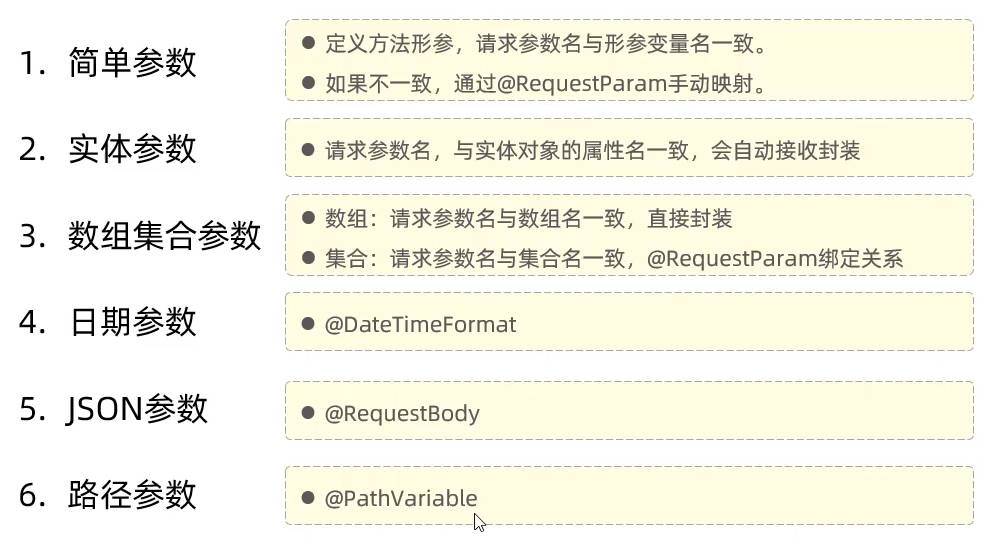 1. 简单参数
● 定义方法形参，请求参数名与形参变量名一致。
● 如果不一致，通过@RequestParam手动映射。
2. 实体参数
● 请求参数名，与实体对象的属性名一致，会自动接收封装
3. 数组集合参数
● 数组：请求参数名与数组名一致，直接封装
● 集合：请求参数名与集合名一致，@RequestParam绑定关系
4. 日期参数
● @DateTimeFormat
5. JSON参数
● @RequestBody
6. 路径参数
● @PathVariable